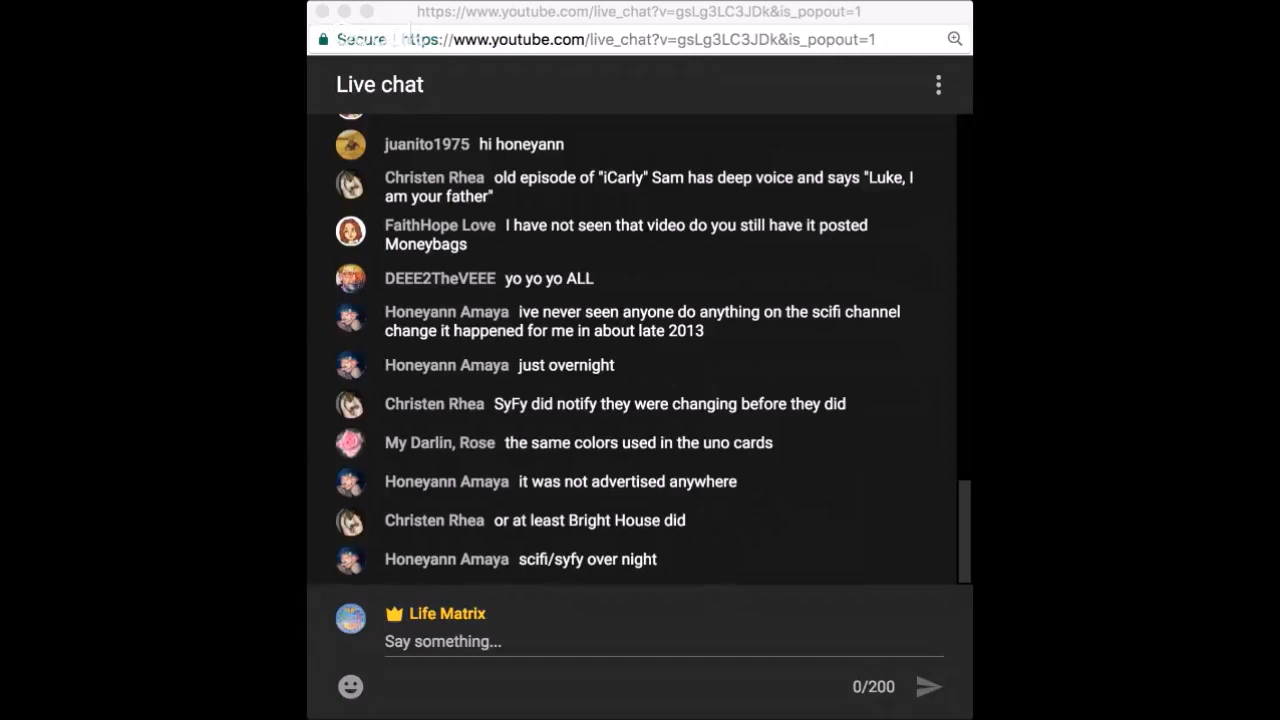 https://www.youtube.com/live_chat?v=gsLg3LC3JDk&is_popout=1
Secure https://www.youtube.com/live_chat?v=gsLg3LC3JDk&is_popout=1
Live chat
juanito1975 hi honeyann
Christen Rhea old episode of "iCarly" Sam has deep voice and says "Luke, I
am your father"
FaithHope Love I have not seen that video do you still have it posted
Moneybags
DEEE2TheVEEE yo yo yo ALL
Honeyann Amaya ive never seen anyone do anything on the scifi channel
change it happened for me in about late 2013
Honeyann Amaya just overnight
Christen Rhea SyFy did notify they were changing before they did
My Darlin, Rose the same colors used in the uno cards
Honeyann Amaya it was not advertised anywhere
Christen Rhea or at least Bright House did
Honeyann Amaya scifi/syfy over night
Life Matrix
Say something...
0/200